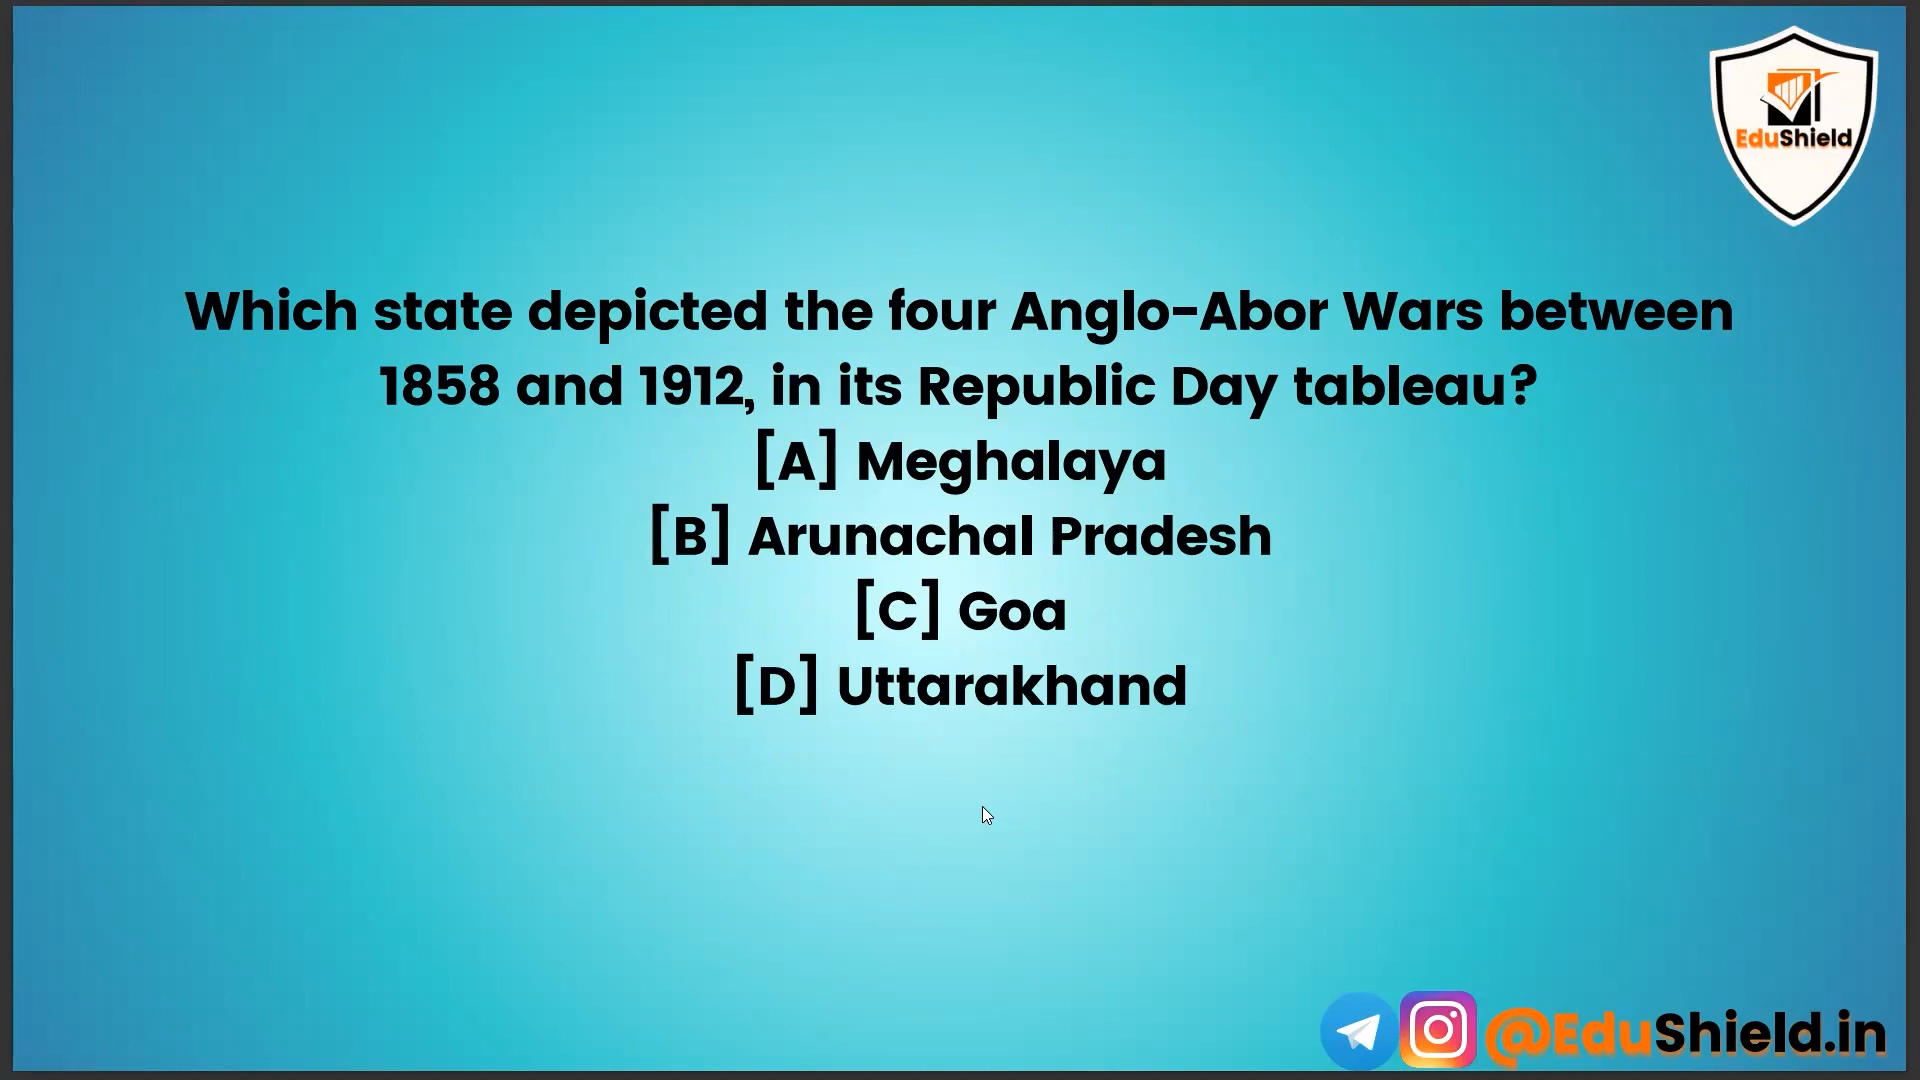 EduShield
Which state depicted the four Anglo-Abor Wars between
1858 and 1912, in its Republic Day tableau?
[A] Meghalaya
[B] Arunachal Pradesh
[C] Goa
[D] Uttarakhand
@EduShield.in